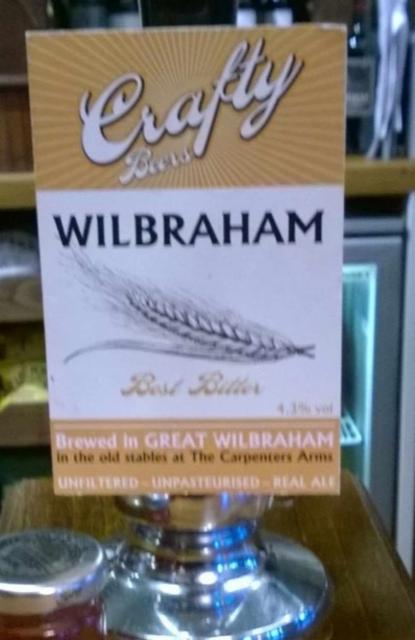 Crafty
Beers
WILBRAHAM
Best Bitter
4.3% vol
Brewed in GREAT WILBRAHAM
In the old stables at The Carpenters Arms
UNFILTERED - UNPASTEURISED - REAL ALE